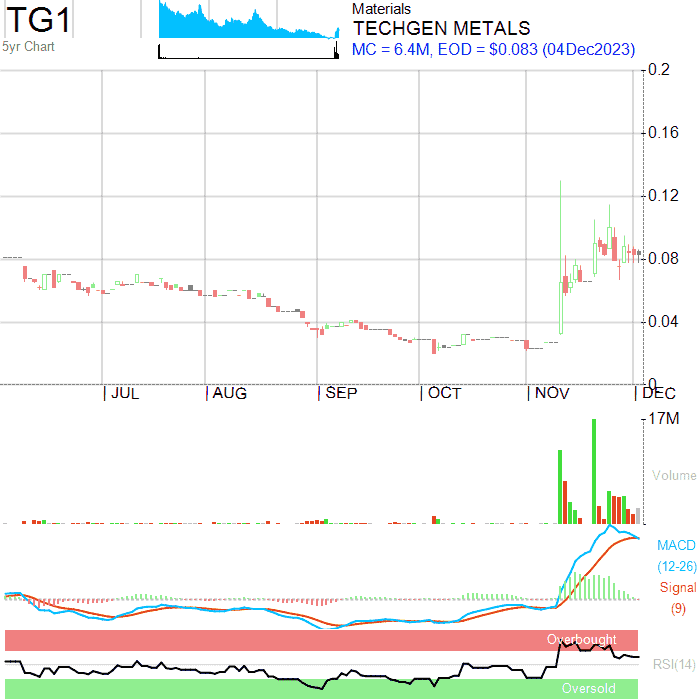 TG1
5yr Chart
Materials
TECHGEN METALS
MC = 6.4M, EOD = $0.083 (04Dec2023)
0.2
0.16
0.12
0.08
0.04
0
JUL AUG SEP OCT NOV DEC
17M
Volume
MACD
(12-26)
Signal
(9)
Overbought
RSI(14)
Oversold